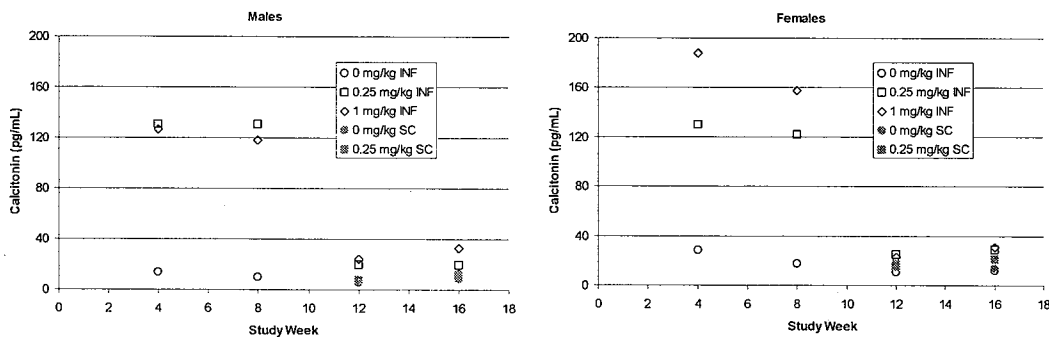 Males
200
160
120
80
40
0
Calcitonin (pg/mL)
0 2 4 6 8 10 12 14 16 18
Study Week
0 mg/kg INF
0.25 mg/kg INF
1 mg/kg INF
0 mg/kg SC
0.25 mg/kg SC
Females
200
160
120
80
40
0
Calcitonin (pg/mL)
0 2 4 6 8 10 12 14 16 18
Study Week
0 mg/kg INF
0.25 mg/kg INF
1 mg/kg INF
0 mg/kg SC
0.25 mg/kg SC